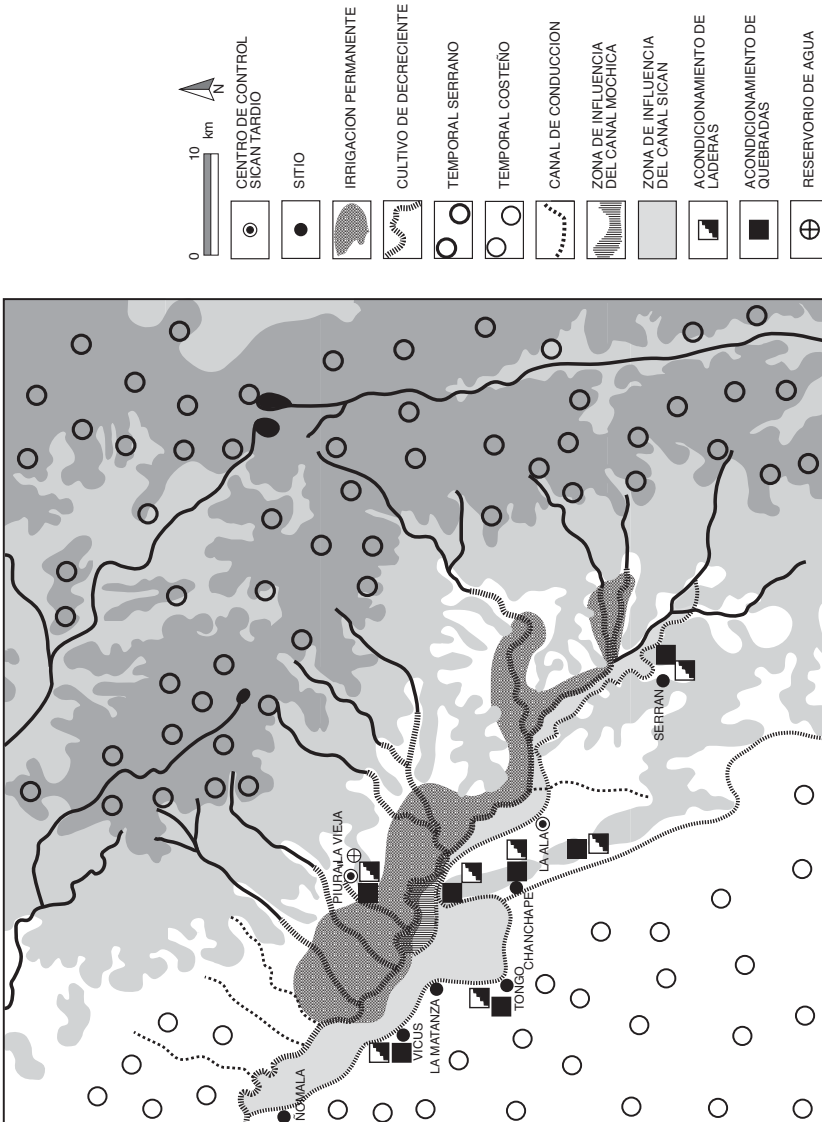 N
0
10
km
CENTRO DE CONTROL
SICAN TARDIO
SITIO
IRRIGACION PERMANENTE
CULTIVO DE DECRECIENTE
TEMPORAL SERRANO
TEMPORAL COSTEÑO
CANAL DE CONDUCCION
ZONA DE INFLUENCIA
DEL CANAL MOCHICA
ZONA DE INFLUENCIA
DEL CANAL SICAN
ACONDICIONAMIENTO DE
LADERAS
ACONDICIONAMIENTO DE
QUEBRADAS
RESERVORIO DE AGUA
ÑOMALA
VICUS
LA MATANZA
TONGO
CHANCHAPE
PIURA LA VIEJA
LA ALA
SERRAN